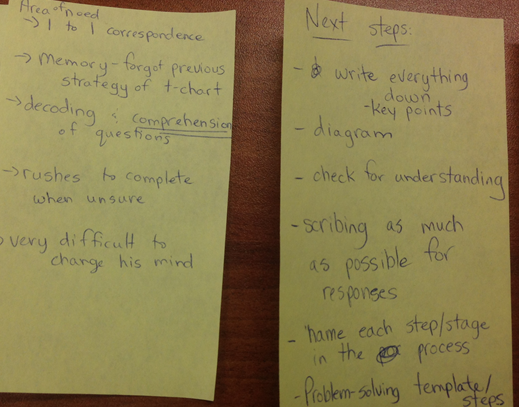 Area of need
→ 1 to 1 correspondence
→ Memory-forgot previous
strategy of t-chart
→ decoding & comprehension
of questions
→ rushes to complete
when unsure
→ very difficult to
change his mind
Next steps:
- write everything
down
- key points
- diagram
- check for understanding
- scribing as much
as possible for
responses
- name each step/stage
in the process
- Problem-solving template/
steps